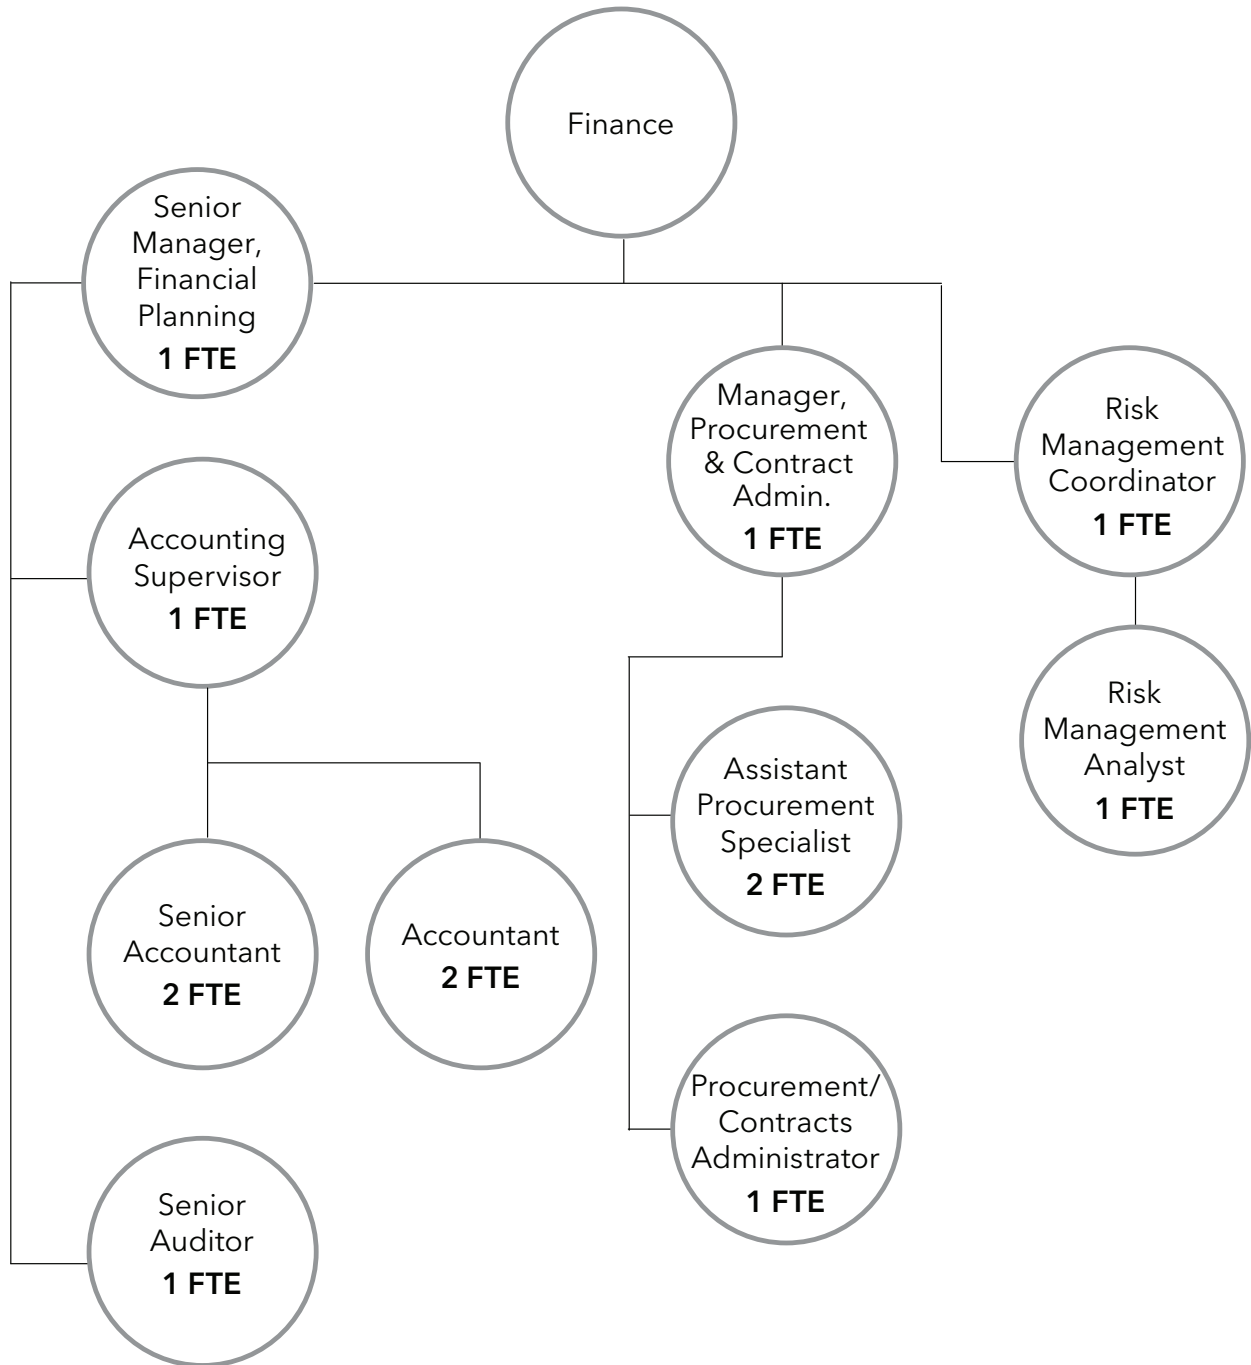 Finance
Senior
Manager,
Financial
Planning
1 FTE
Manager,
Procurement
& Contract
Admin.
1 FTE
Risk
Management
Coordinator
1 FTE
Accounting
Supervisor
1 FTE
Risk
Management
Analyst
1 FTE
Assistant
Procurement
Specialist
2 FTE
Senior
Accountant
2 FTE
Accountant
2 FTE
Procurement/
Contracts
Administrator
1 FTE
Senior
Auditor
1 FTE